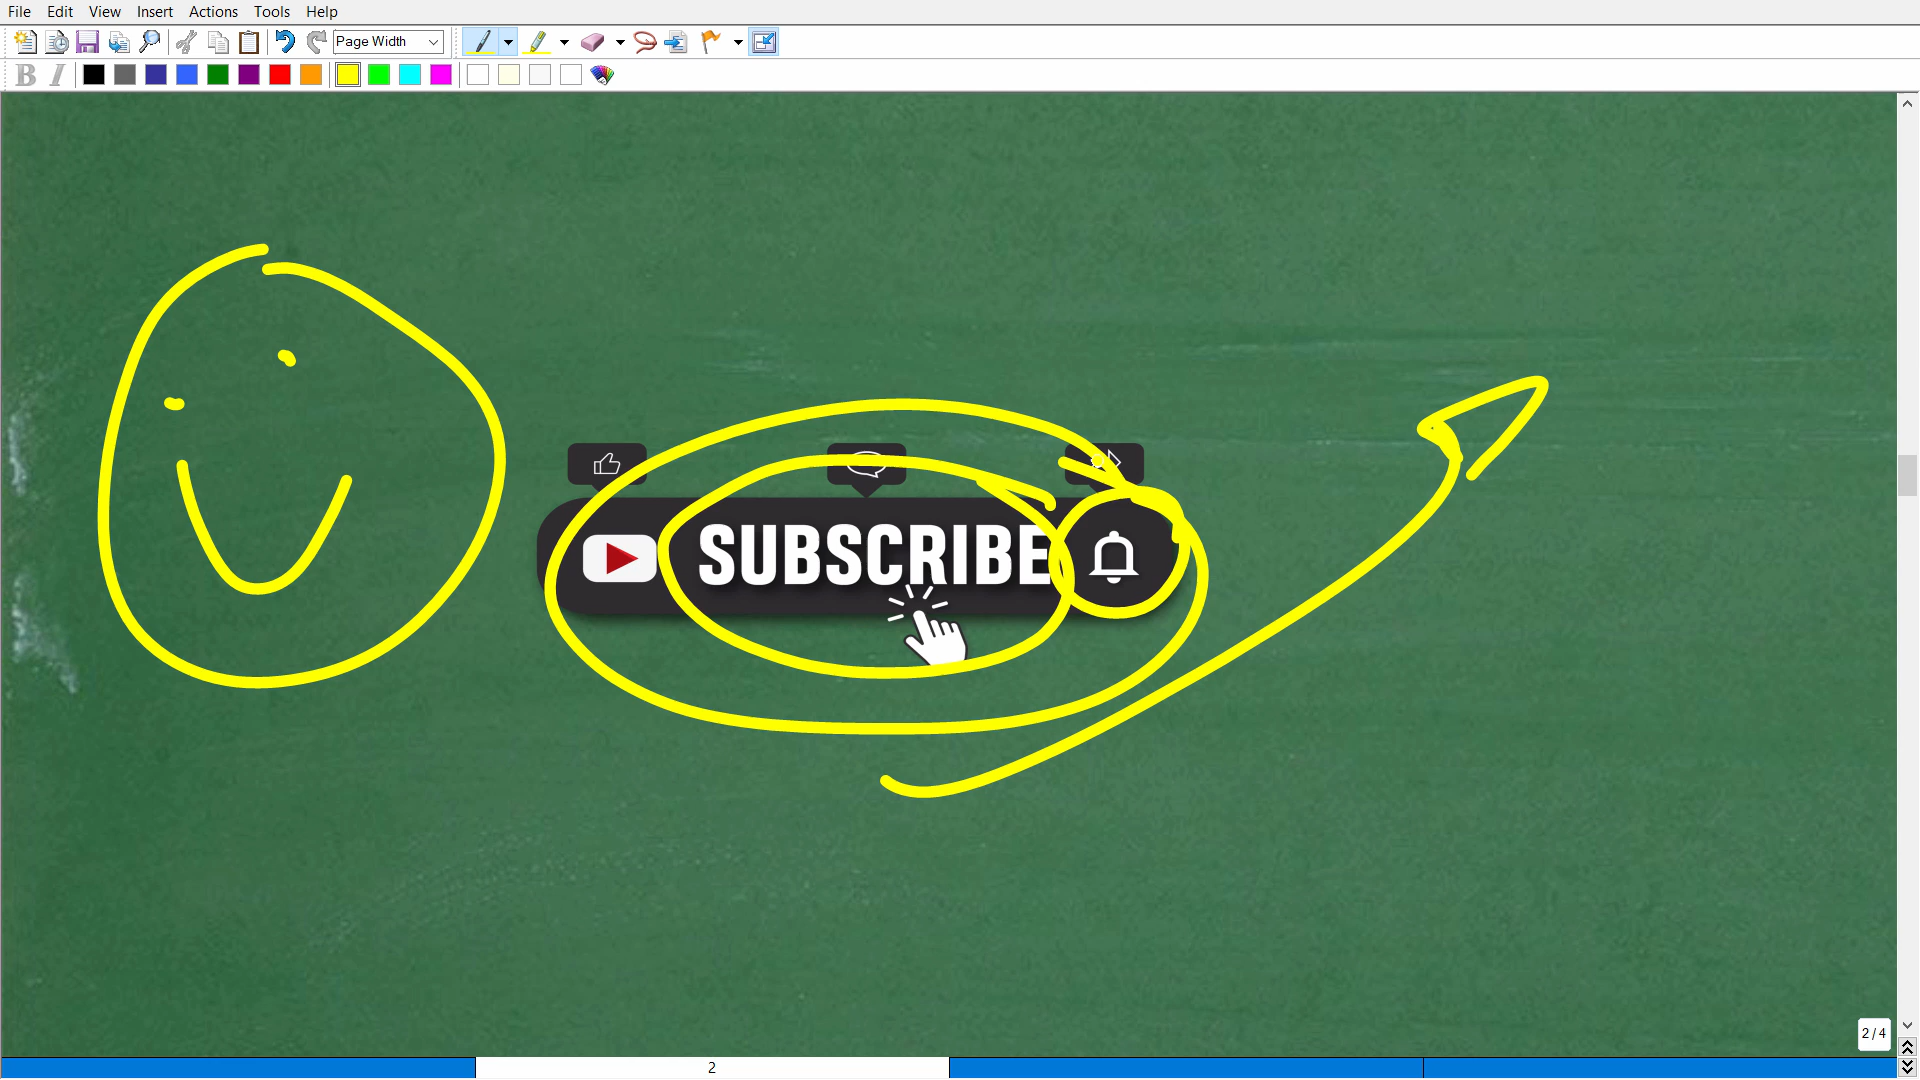 File Edit View Insert Actions Tools Help
Page Width
B I
SUBSCRIBE
2 / 4
2